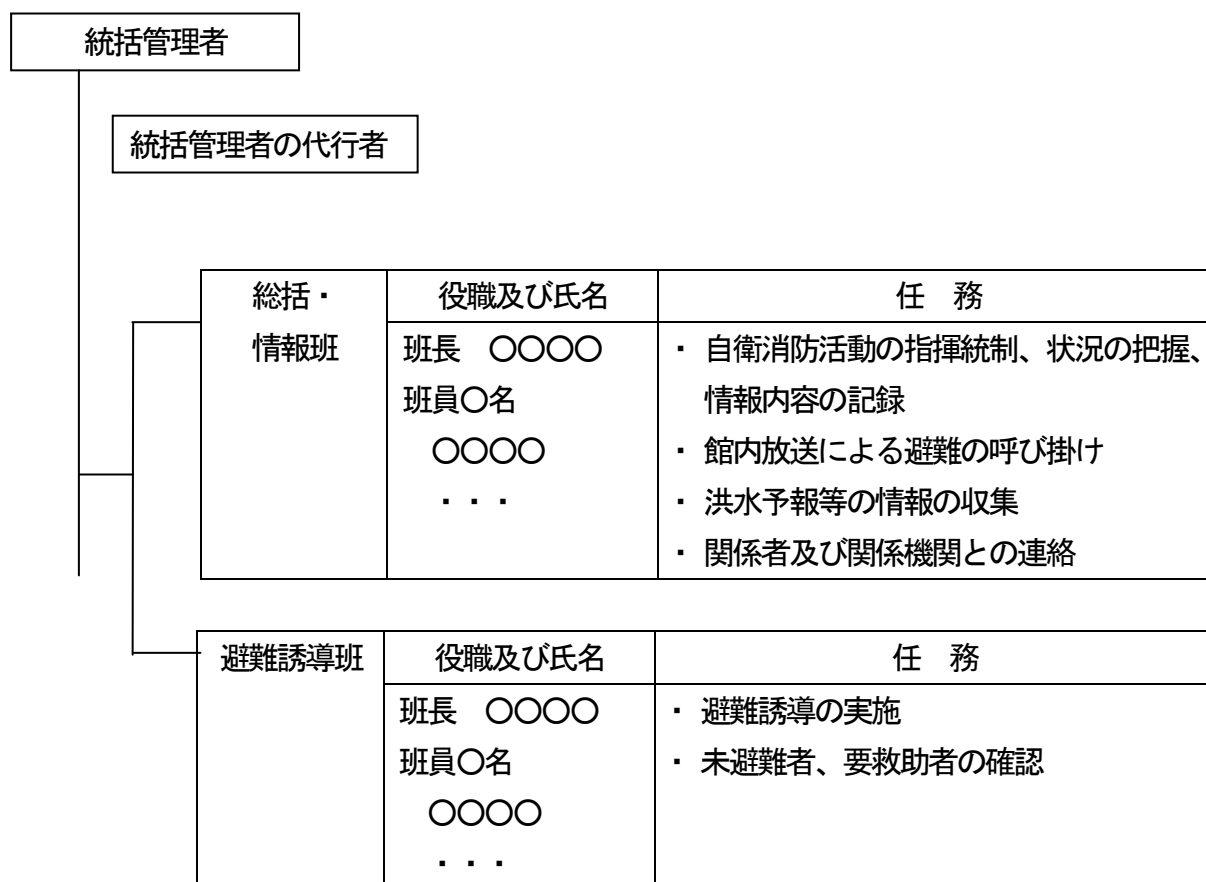 統括管理者
統括管理者の代行者
総括・ 役職及び氏名 任 務
情報班 班長 〇〇〇〇 ・ 自衛消防活動の指揮統制、状況の把握、
班員〇名 情報内容の記録
〇〇〇〇 ・ 館内放送による避難の呼び掛け
・・・ ・ 洪水予報等の情報の収集
・ 関係者及び関係機関との連絡
避難誘導班 役職及び氏名 任 務
班長 〇〇〇〇 ・ 避難誘導の実施
班員〇名 ・ 未避難者、要救助者の確認
〇〇〇〇
・・・